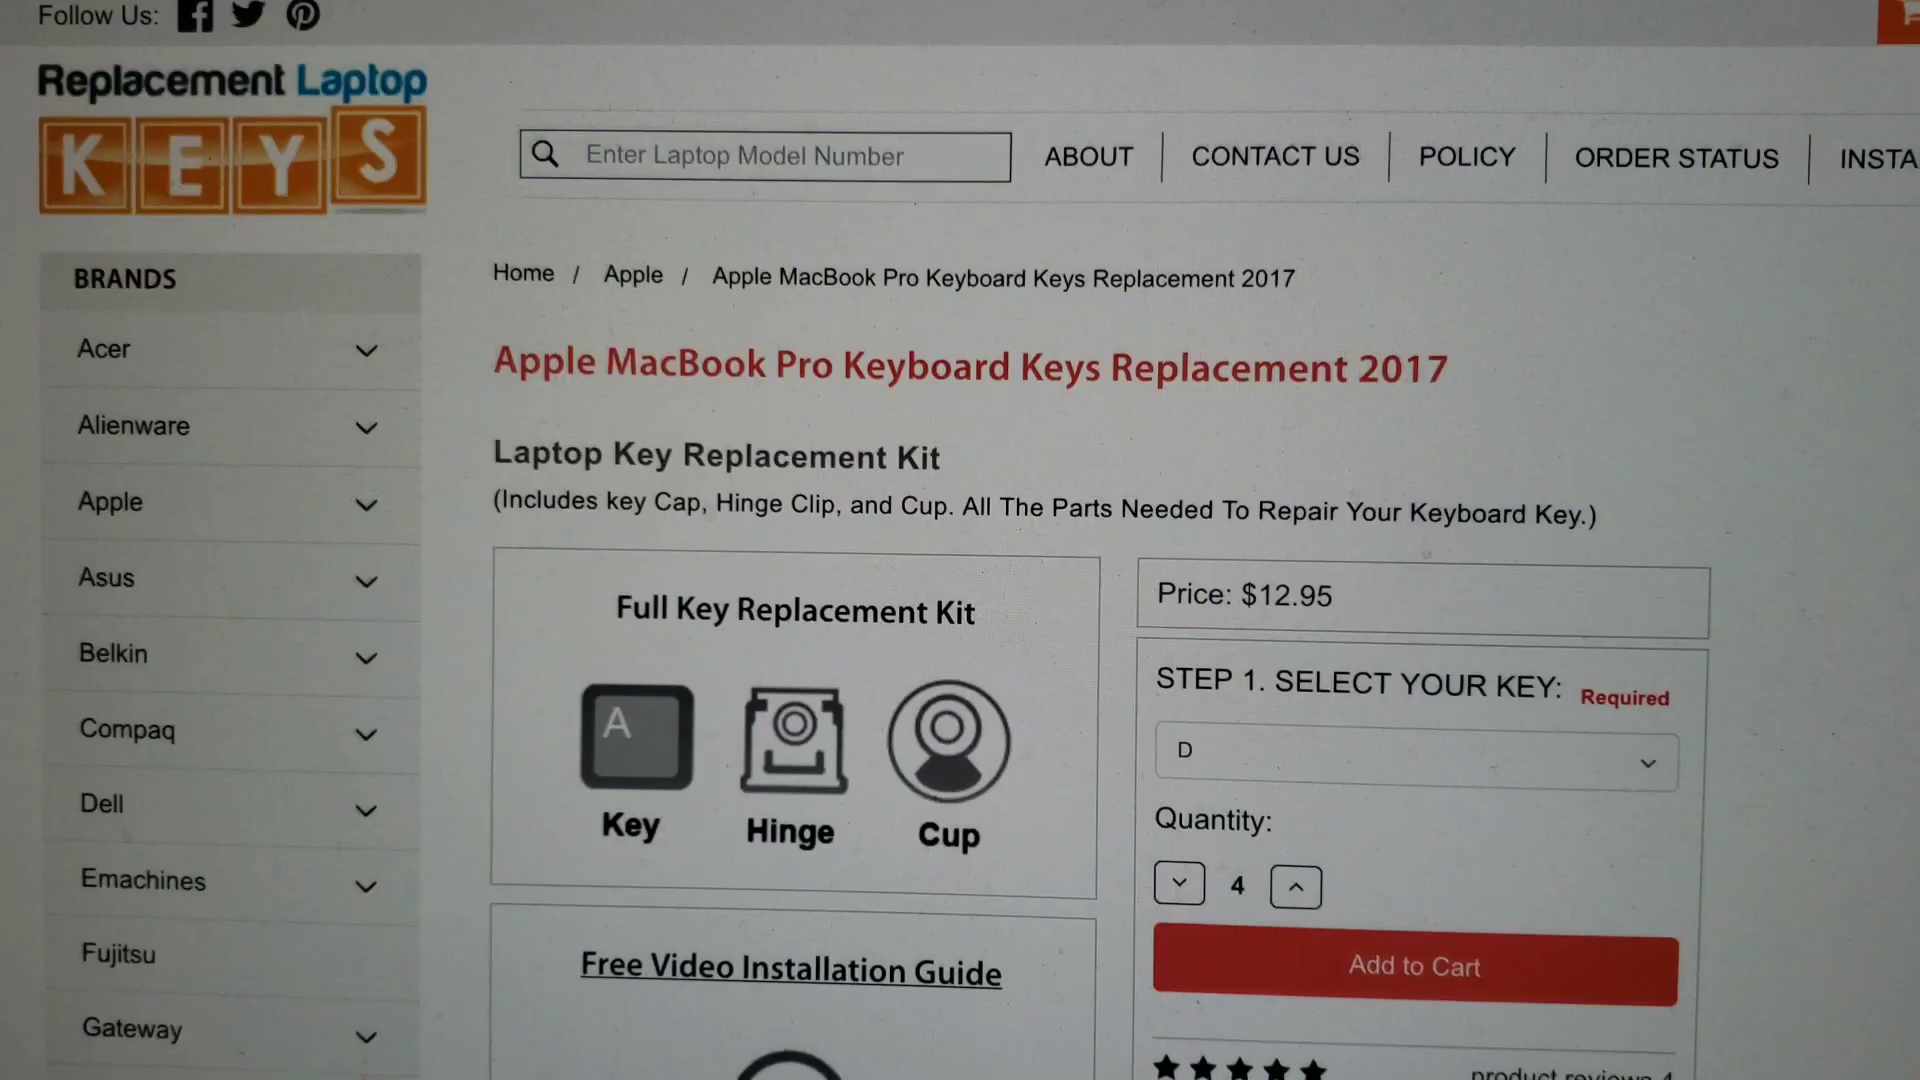 Follow Us:
Replacement Laptop
KEYS
Enter Laptop Model Number
ABOUT
CONTACT US
POLICY
ORDER STATUS
INSTA
BRANDS
Acer
Alienware
Apple
Asus
Belkin
Compaq
Dell
Emachines
Fujitsu
Gateway
Home / Apple / Apple MacBook Pro Keyboard Keys Replacement 2017
Apple MacBook Pro Keyboard Keys Replacement 2017
Laptop Key Replacement Kit
(Includes key Cap, Hinge Clip, and Cup. All The Parts Needed To Repair Your Keyboard Key.)
Full Key Replacement Kit
A
Key
Hinge
Cup
Free Video Installation Guide
Price: $12.95
STEP 1. SELECT YOUR KEY: Required
D
Quantity:
4
Add to Cart
product reviews 4